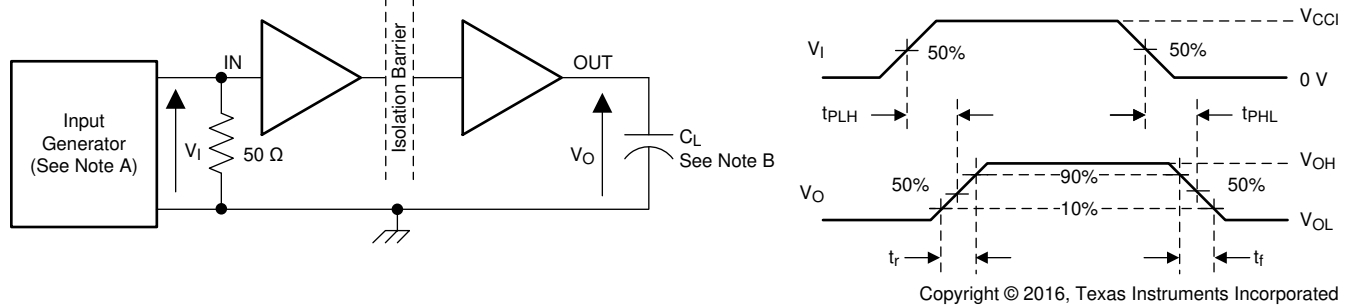 Input
Generator
(See Note A)
V_I
50 Ω
IN
Isolation Barrier
OUT
V_O
C_L
See Note B
V_I
50%
50%
V_CCI
0 V
t_PLH
t_PHL
V_O
50%
90%
10%
50%
V_OH
V_OL
t_r
t_f
Copyright © 2016, Texas Instruments Incorporated